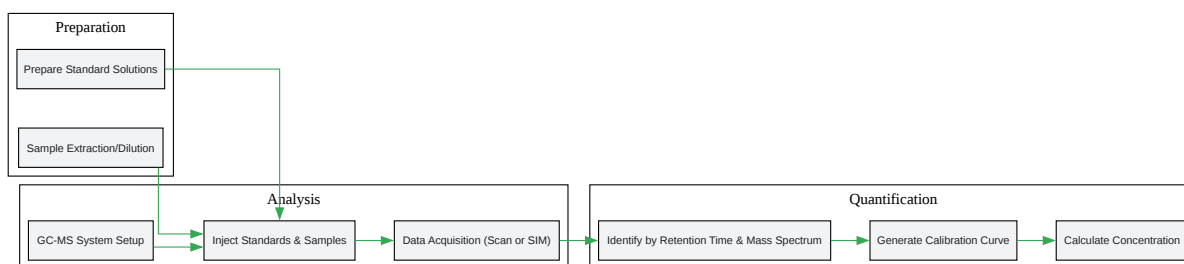 Preparation
Prepare Standard Solutions
Sample Extraction/Dilution
Analysis
GC-MS System Setup
Inject Standards & Samples
Data Acquisition (Scan or SIM)
Quantification
Identify by Retention Time & Mass Spectrum
Generate Calibration Curve
Calculate Concentration